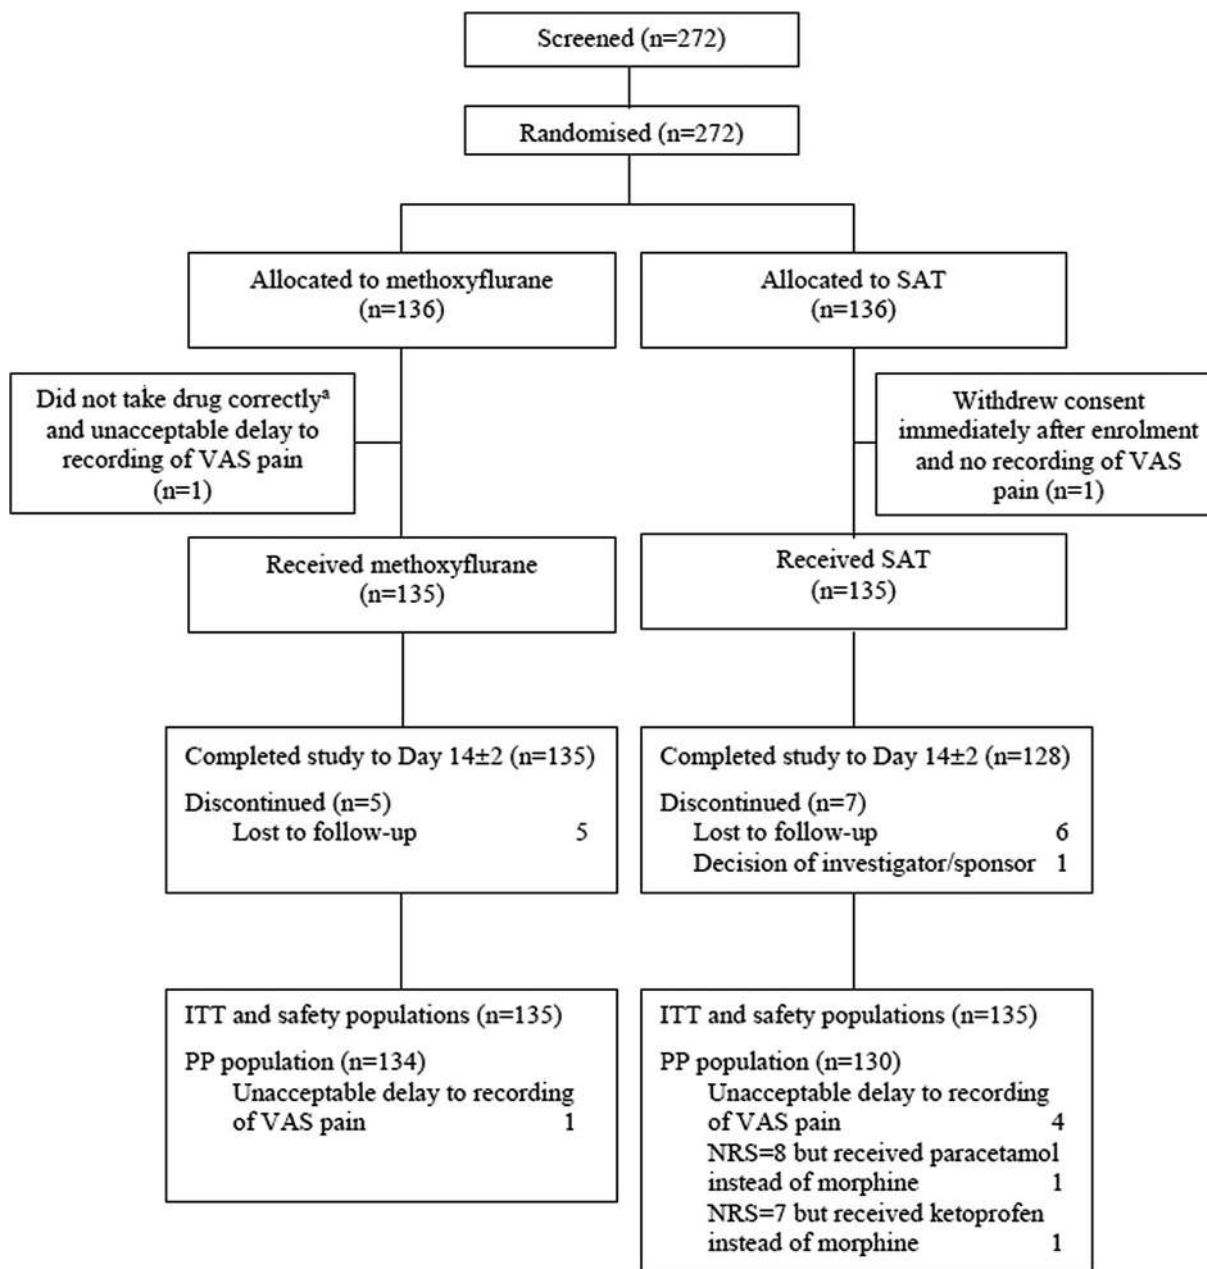 Screened (n=272)
Randomised (n=272)
Allocated to methoxyflurane
(n=136)
Allocated to SAT
(n=136)
Did not take drug correctlyᵃ
and unacceptable delay to
recording of VAS pain
(n=1)
Withdrew consent
immediately after enrolment
and no recording of VAS
pain (n=1)
Received methoxyflurane
(n=135)
Received SAT
(n=135)
Completed study to Day 14±2 (n=135)
Discontinued (n=5)
Lost to follow-up 5
Completed study to Day 14±2 (n=128)
Discontinued (n=7)
Lost to follow-up 6
Decision of investigator/sponsor 1
ITT and safety populations (n=135)
PP population (n=134)
Unacceptable delay to recording
of VAS pain 1
ITT and safety populations (n=135)
PP population (n=130)
Unacceptable delay to recording
of VAS pain 4
NRS=8 but received paracetamol
instead of morphine 1
NRS=7 but received ketoprofen
instead of morphine 1